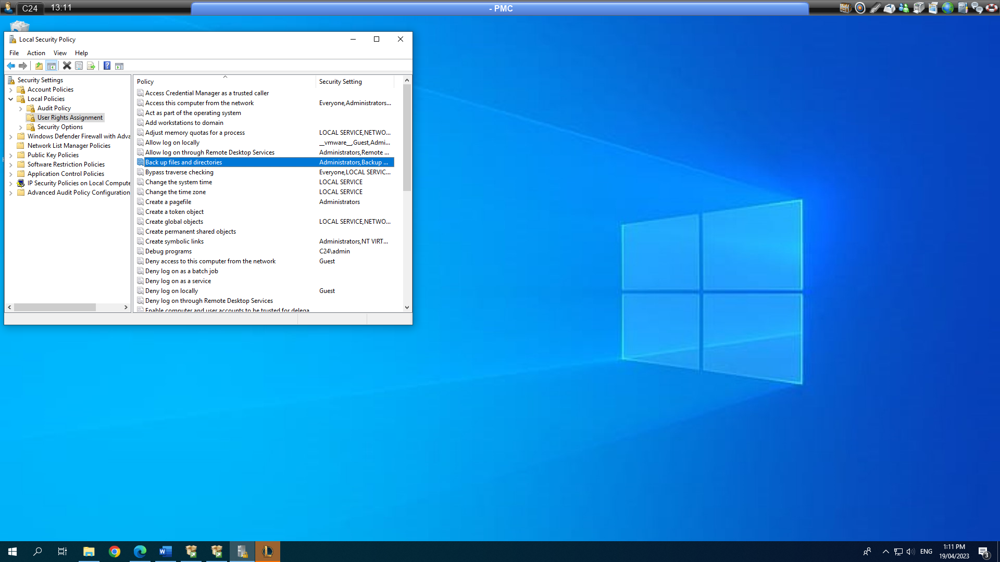 C24
13:11
- PMC
Local Security Policy
File Action View Help
Security Settings
Account Policies
Local Policies
Audit Policy
User Rights Assignment
Security Options
Windows Defender Firewall with Adva
Network List Manager Policies
Public Key Policies
Software Restriction Policies
Application Control Policies
IP Security Policies on Local Compute
Advanced Audit Policy Configuration
Policy Security Setting
Access Credential Manager as a trusted caller
Access this computer from the network Everyone,Administrators...
Act as part of the operating system
Add workstations to domain
Adjust memory quotas for a process LOCAL SERVICE,NETWO...
Allow log on locally __vmware__,Guest,Admi...
Allow log on through Remote Desktop Services Administrators,Remote ...
Back up files and directories Administrators,Backup ...
Bypass traverse checking Everyone,LOCAL SERVIC...
Change the system time LOCAL SERVICE
Change the time zone LOCAL SERVICE
Create a pagefile Administrators
Create a token object
Create global objects LOCAL SERVICE,NETWO...
Create permanent shared objects
Create symbolic links Administrators,NT VIRT...
Debug programs C24\admin
Deny access to this computer from the network Guest
Deny log on as a batch job
Deny log on as a service
Deny log on locally Guest
Deny log on through Remote Desktop Services
Enable computer and user accounts to be trusted for delega
ENG
1:11 PM
19/04/2023
3